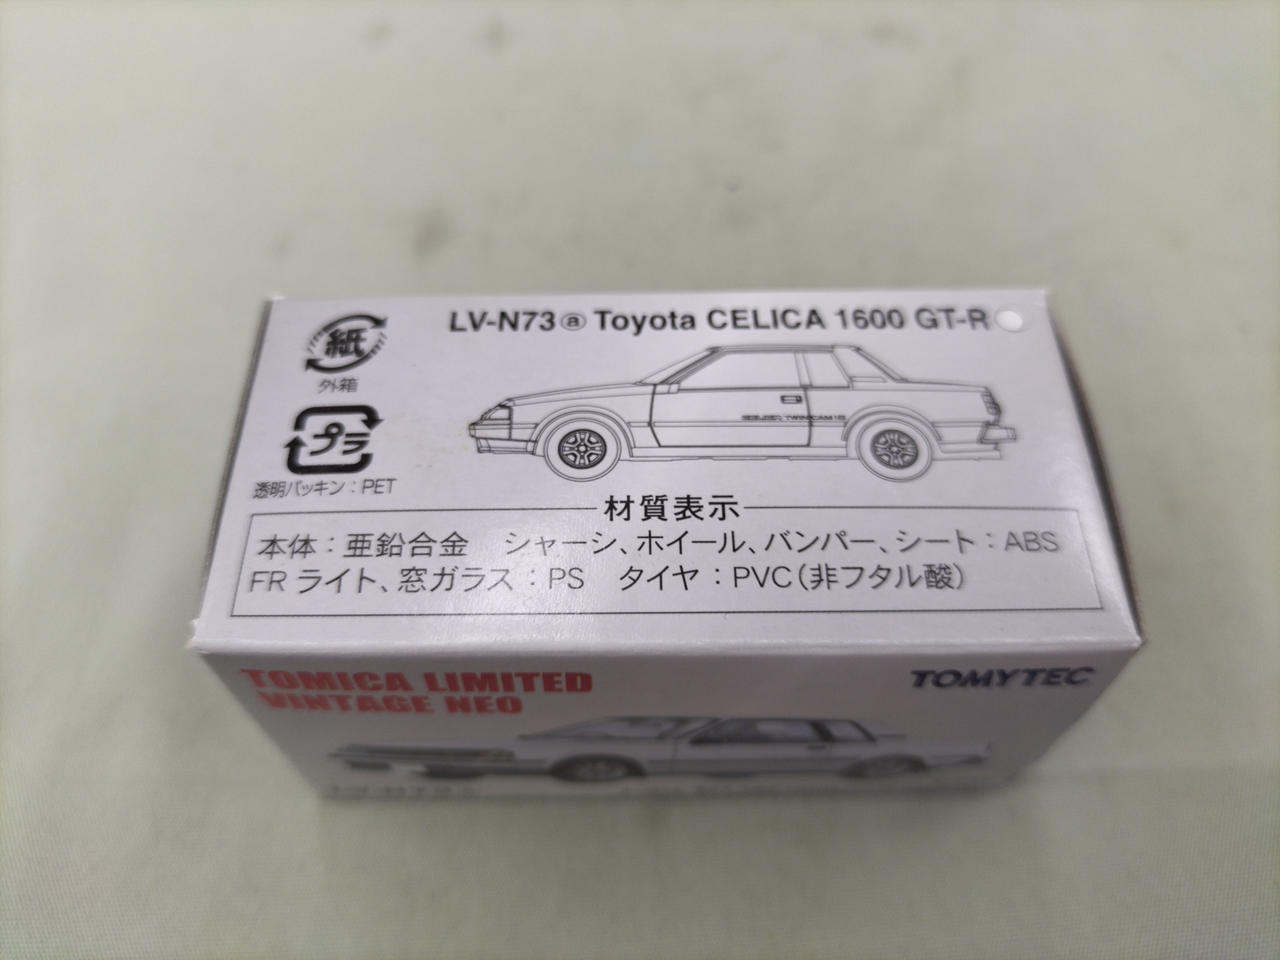 LV-N73ⓐ Toyota CELICA 1600 GT-R
紙
外箱
プラ
透明パッキン：PET
材質表示
本体：亜鉛合金　シャーシ、ホイール、バンパー、シート：ABS
FRライト、窓ガラス：PS　タイヤ：PVC（非フタル酸）
TOMICA LIMITED
VINTAGE NEO
TOMYTEC